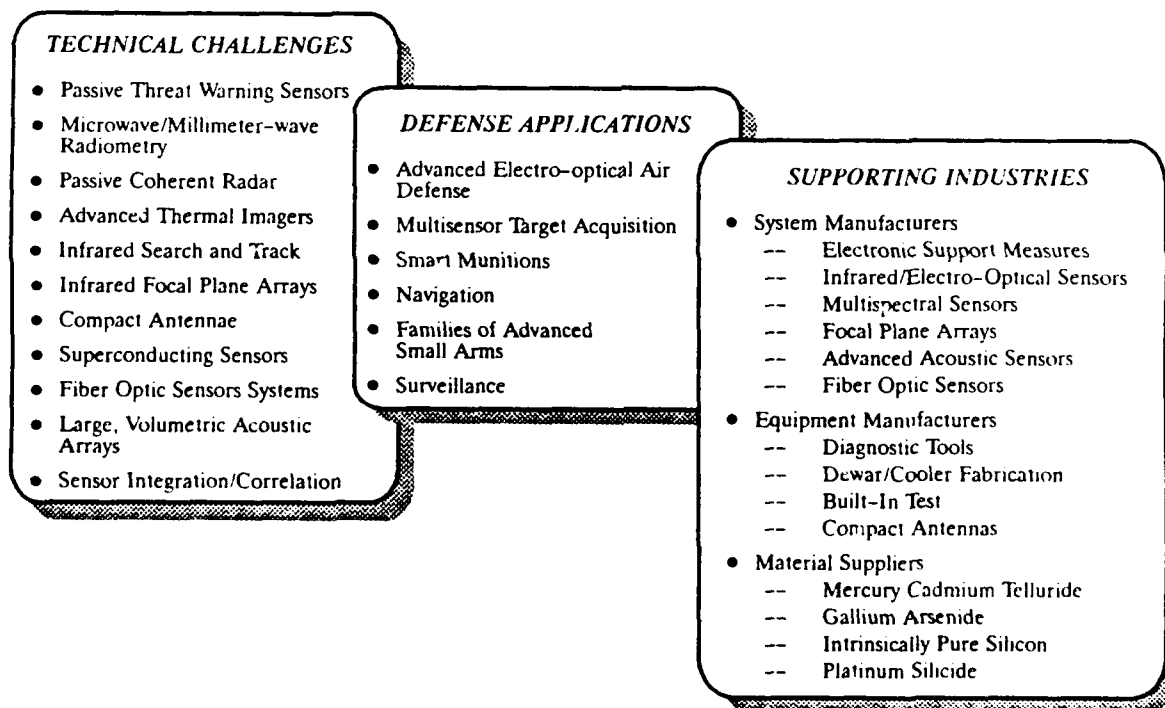 TECHNICAL CHALLENGES
● Passive Threat Warning Sensors
● Microwave/Millimeter-wave
Radiometry
● Passive Coherent Radar
● Advanced Thermal Imagers
● Infrared Search and Track
● Infrared Focal Plane Arrays
● Compact Antennae
● Superconducting Sensors
● Fiber Optic Sensors Systems
● Large, Volumetric Acoustic
Arrays
● Sensor Integration/Correlation
DEFENSE APPLICATIONS
● Advanced Electro-optical Air
Defense
● Multisensor Target Acquisition
● Smart Munitions
● Navigation
● Families of Advanced
Small Arms
● Surveillance
SUPPORTING INDUSTRIES
● System Manufacturers
-- Electronic Support Measures
-- Infrared/Electro-Optical Sensors
-- Multispectral Sensors
-- Focal Plane Arrays
-- Advanced Acoustic Sensors
-- Fiber Optic Sensors
● Equipment Manufacturers
-- Diagnostic Tools
-- Dewar/Cooler Fabrication
-- Built-In Test
-- Compact Antennas
● Material Suppliers
-- Mercury Cadmium Telluride
-- Gallium Arsenide
-- Intrinsically Pure Silicon
-- Platinum Silicide